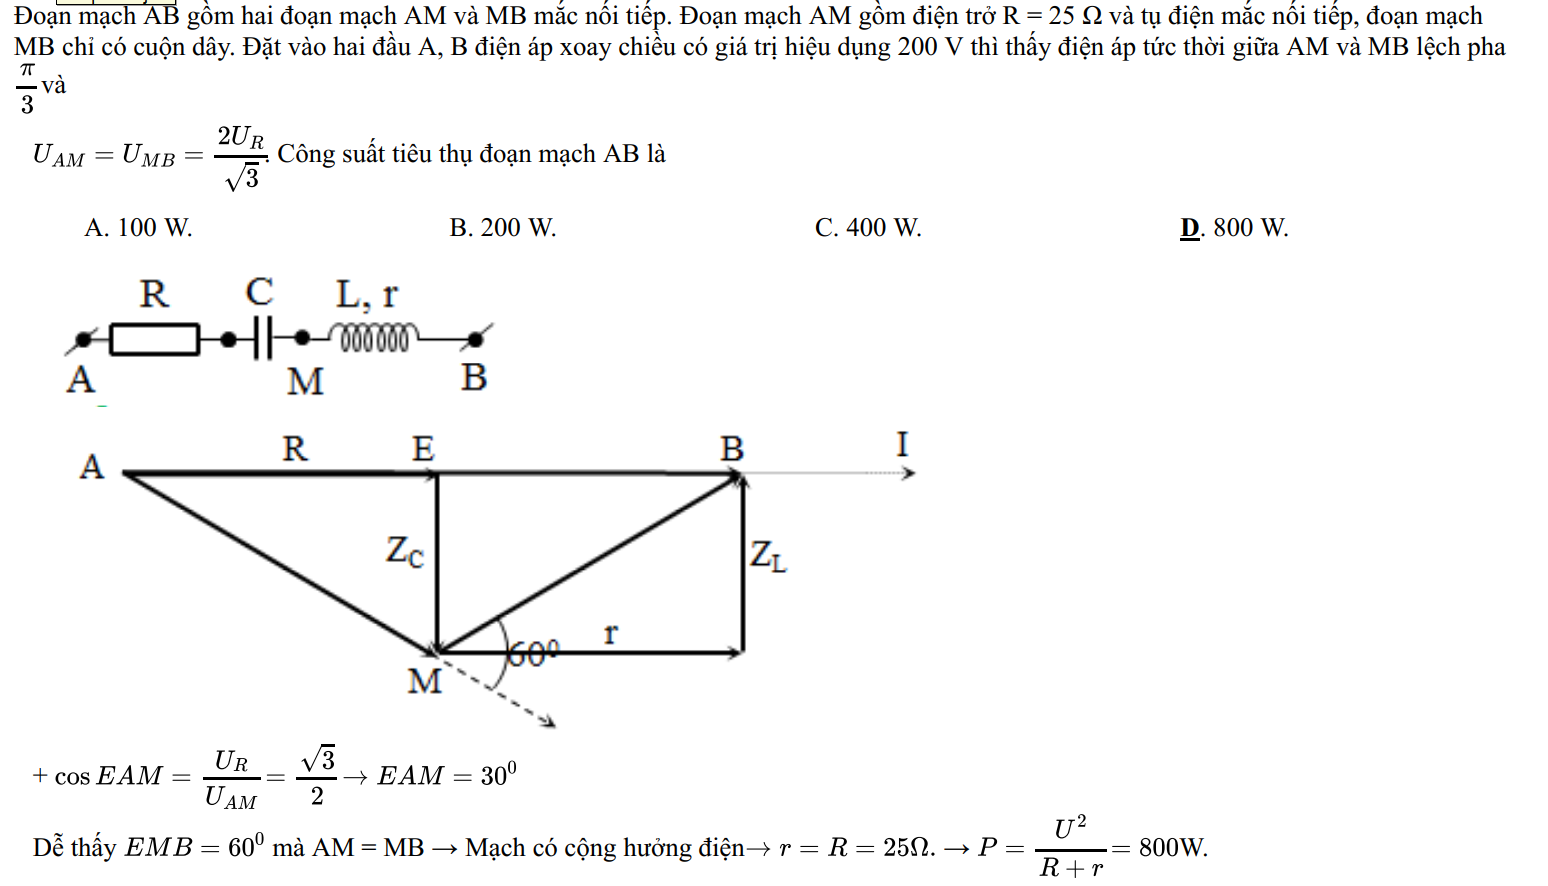 Đoạn mạch AB gồm hai đoạn mạch AM và MB mắc nối tiếp. Đoạn mạch AM gồm điện trở R = 25 Ω và tụ điện mắc nối tiếp, đoạn mạch
MB chỉ có cuộn dây. Đặt vào hai đầu A, B điện áp xoay chiều có giá trị hiệu dụng 200 V thì thấy điện áp tức thời giữa AM và MB lệch pha
π/3 và
U_AM = U_MB = 2U_R/√3. Công suất tiêu thụ đoạn mạch AB là
A. 100 W. B. 200 W. C. 400 W. D. 800 W.
R C L, r
A M B
A R E B I
Z_C Z_L
60⁰ r
M
+ cos EAM = U_R/U_AM = √3/2 → EAM = 30⁰
Dễ thấy EMB = 60⁰ mà AM = MB → Mạch có cộng hưởng điện→ r = R = 25Ω. → P = U²/(R + r) = 800W.